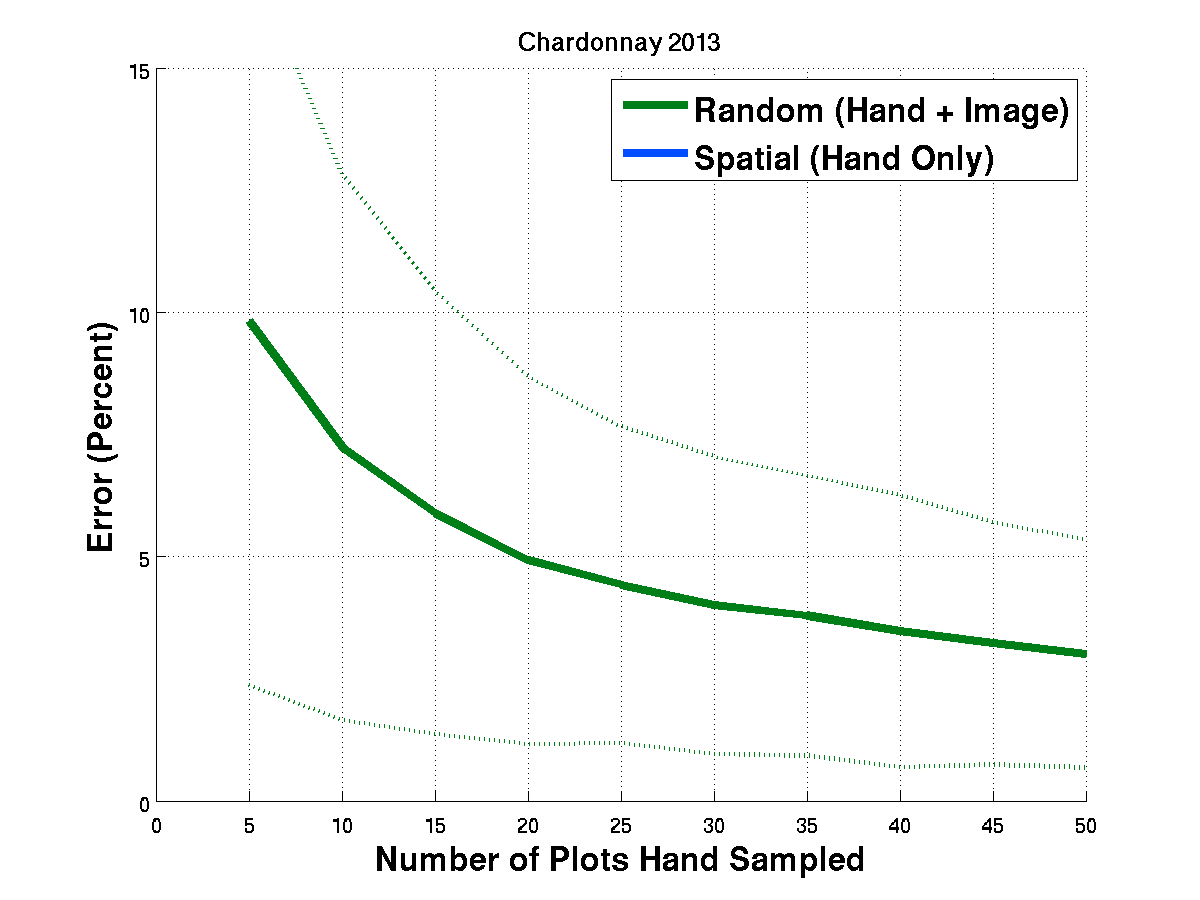 Chardonnay 2013
15
10
5
0
Error (Percent)
Random (Hand + Image)
Spatial (Hand Only)
0 5 10 15 20 25 30 35 40 45 50
Number of Plots Hand Sampled